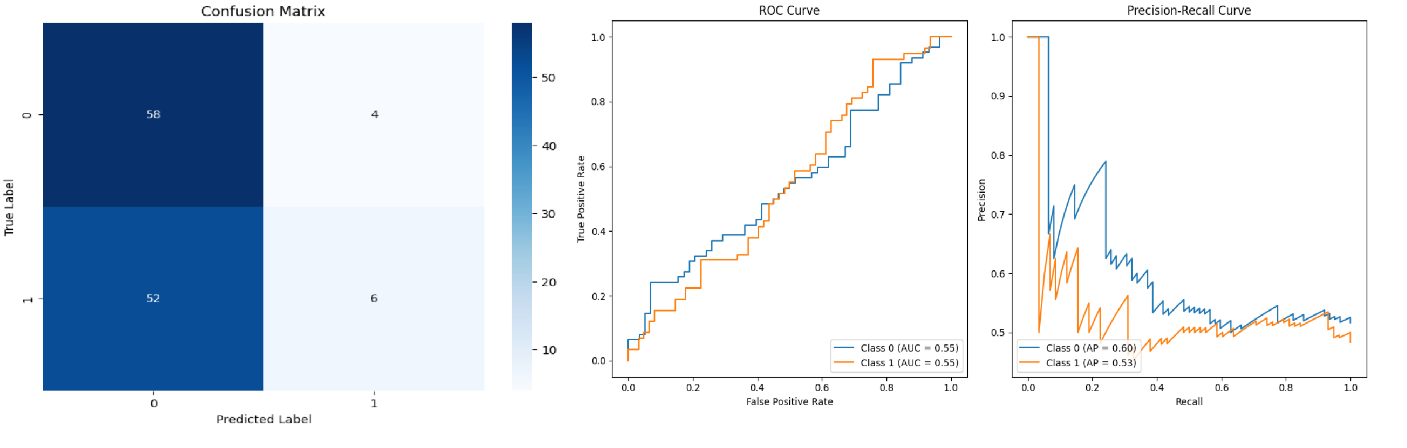 Confusion Matrix
0
58
4
1
52
6
0
1
True Label
Predicted Label
50
40
30
20
10
ROC Curve
1.0
0.8
0.6
0.4
0.2
0.0
True Positive Rate
Class 0 (AUC = 0.55)
Class 1 (AUC = 0.55)
0.0 0.2 0.4 0.6 0.8 1.0
False Positive Rate
Precision-Recall Curve
1.0
0.9
0.8
0.7
0.6
0.5
Precision
Class 0 (AP = 0.60)
Class 1 (AP = 0.53)
0.0 0.2 0.4 0.6 0.8 1.0
Recall